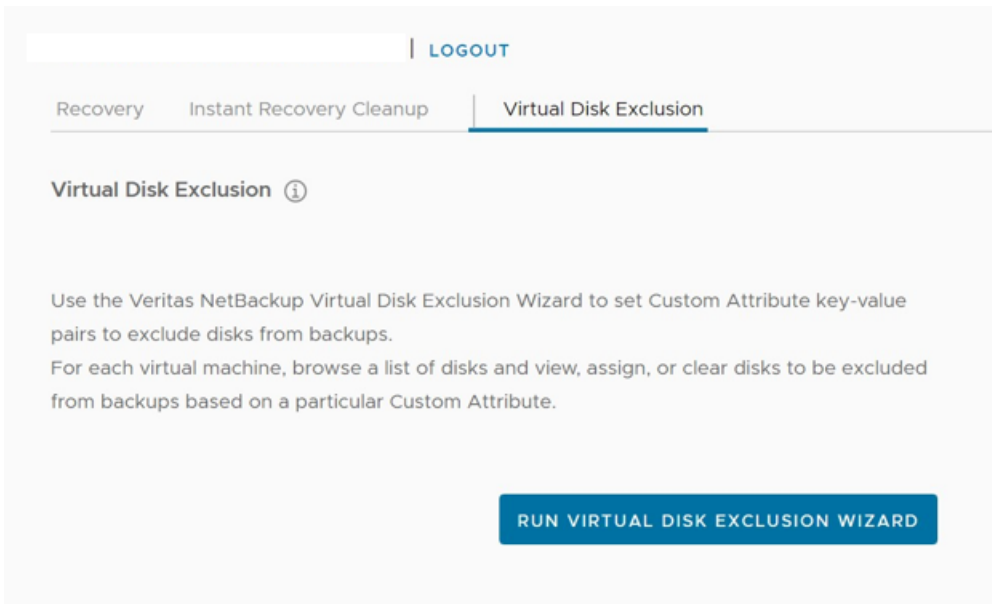 | LOGOUT
Recovery Instant Recovery Cleanup Virtual Disk Exclusion
Virtual Disk Exclusion
Use the Veritas NetBackup Virtual Disk Exclusion Wizard to set Custom Attribute key-value
pairs to exclude disks from backups.
For each virtual machine, browse a list of disks and view, assign, or clear disks to be excluded
from backups based on a particular Custom Attribute.
RUN VIRTUAL DISK EXCLUSION WIZARD